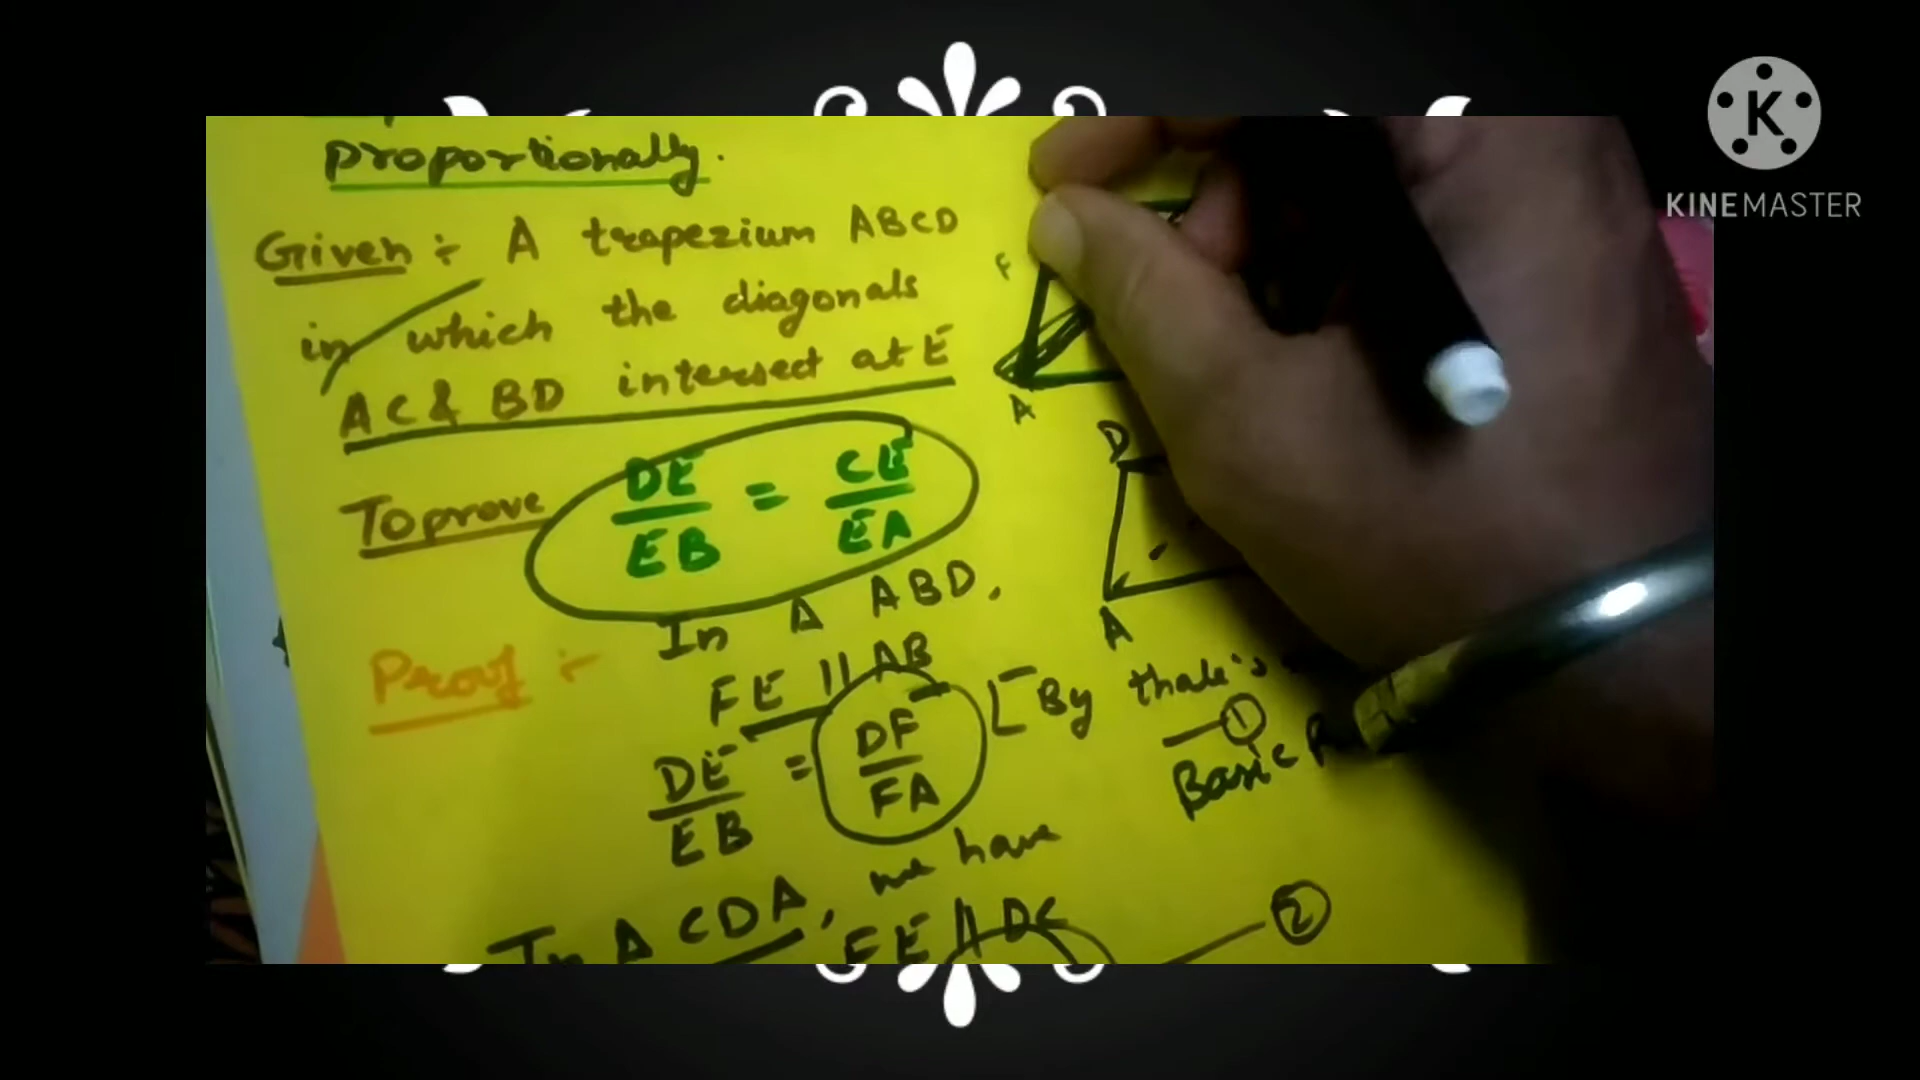 proportionally.
Given :- A trapezium ABCD
in which the diagonals
AC & BD intersect at E
To prove DE/EB = CE/EA
Proof :- In Δ ABD,
FE || AB
DE/EB = DF/FA [By thale's
①
Basic
In Δ CDA, we have
FE || DC ②
F
A
D
A
K
KINEMASTER